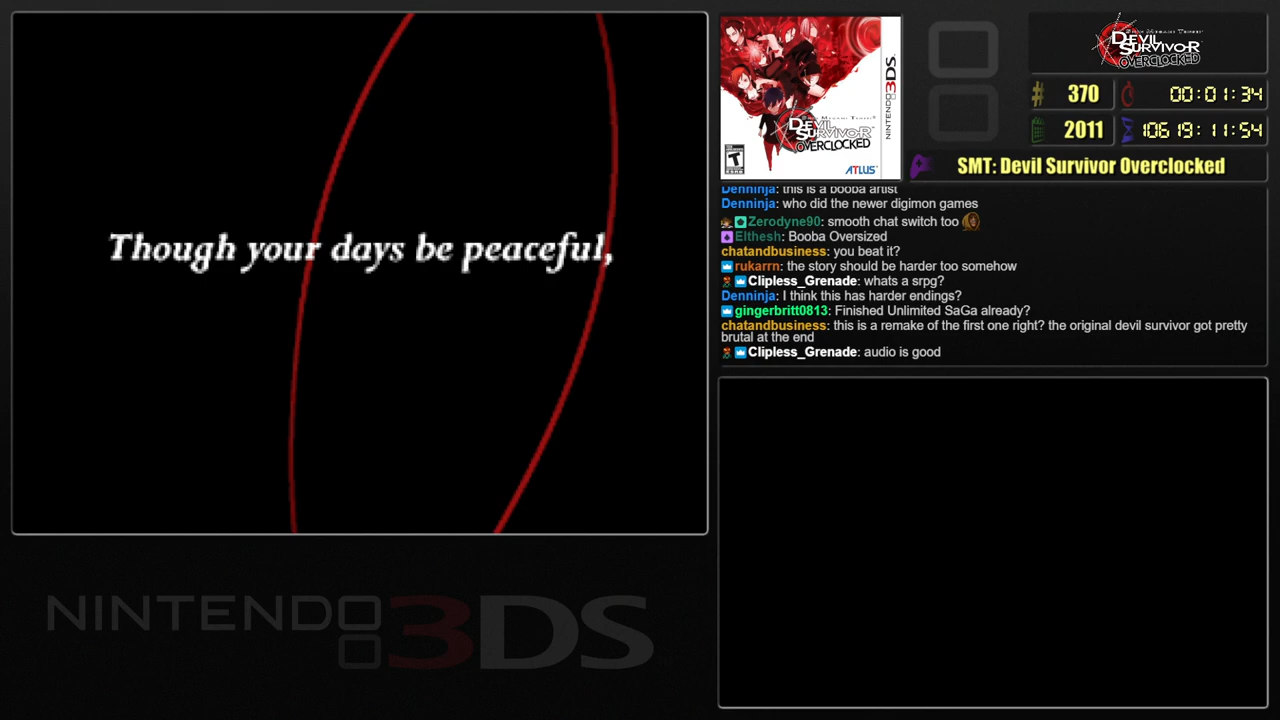 Though your days be peaceful,
NINTENDO 3DS
NINTENDO 3DS
DEVIL SURVIVOR
OVERCLOCKED
T
ATLUS
DEVIL SURVIVOR
OVERCLOCKED
# 370
00:01:34
2011
106 19:11:54
SMT: Devil Survivor Overclocked
Denninja: this is a booba artist
Denninja: who did the newer digimon games
Zerodyne90: smooth chat switch too
Elthesh: Booba Oversized
chatandbusiness: you beat it?
rukarrn: the story should be harder too somehow
Clipless_Grenade: whats a srpg?
Denninja: I think this has harder endings?
gingerbritt0813: Finished Unlimited SaGa already?
chatandbusiness: this is a remake of the first one right? the original devil survivor got pretty
brutal at the end
Clipless_Grenade: audio is good